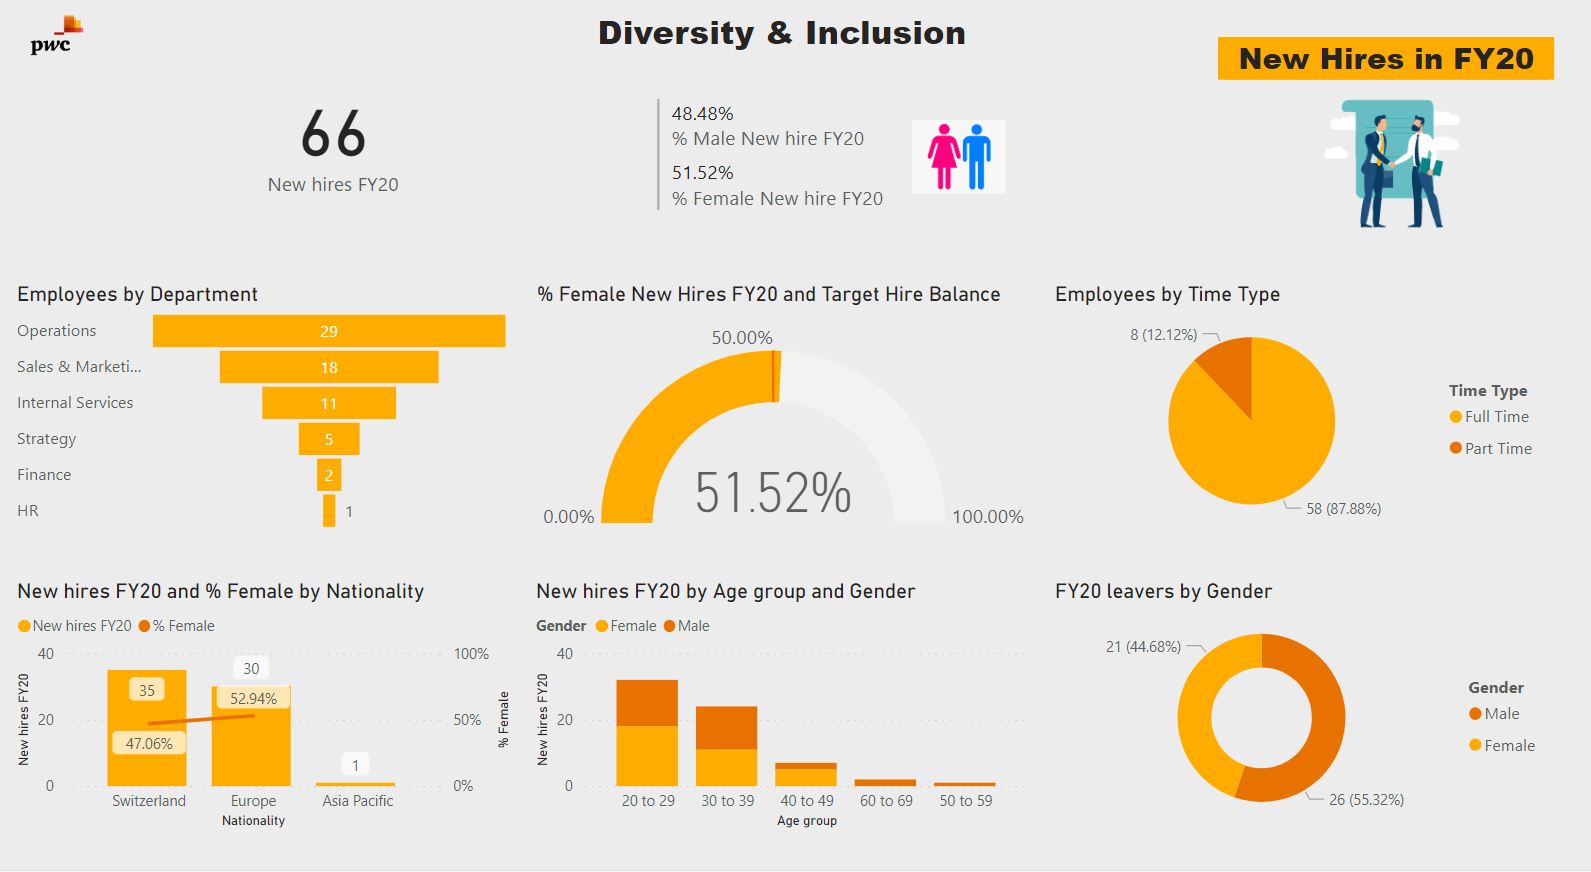 pwc
Diversity & Inclusion
New Hires in FY20
66
New hires FY20
48.48%
% Male New hire FY20
51.52%
% Female New hire FY20
Employees by Department
Operations
29
Sales & Marketi...
18
Internal Services
11
Strategy
5
Finance
2
HR
1
% Female New Hires FY20 and Target Hire Balance
50.00%
51.52%
0.00%
100.00%
Employees by Time Type
8 (12.12%)
58 (87.88%)
Time Type
Full Time
Part Time
New hires FY20 and % Female by Nationality
New hires FY20 % Female
New hires FY20
40
20
0
35
47.06%
30
52.94%
1
100%
50%
0%
% Female
Switzerland Europe Asia Pacific
Nationality
New hires FY20 by Age group and Gender
Gender Female Male
New hires FY20
40
20
0
20 to 29 30 to 39 40 to 49 60 to 69 50 to 59
Age group
FY20 leavers by Gender
21 (44.68%)
26 (55.32%)
Gender
Male
Female